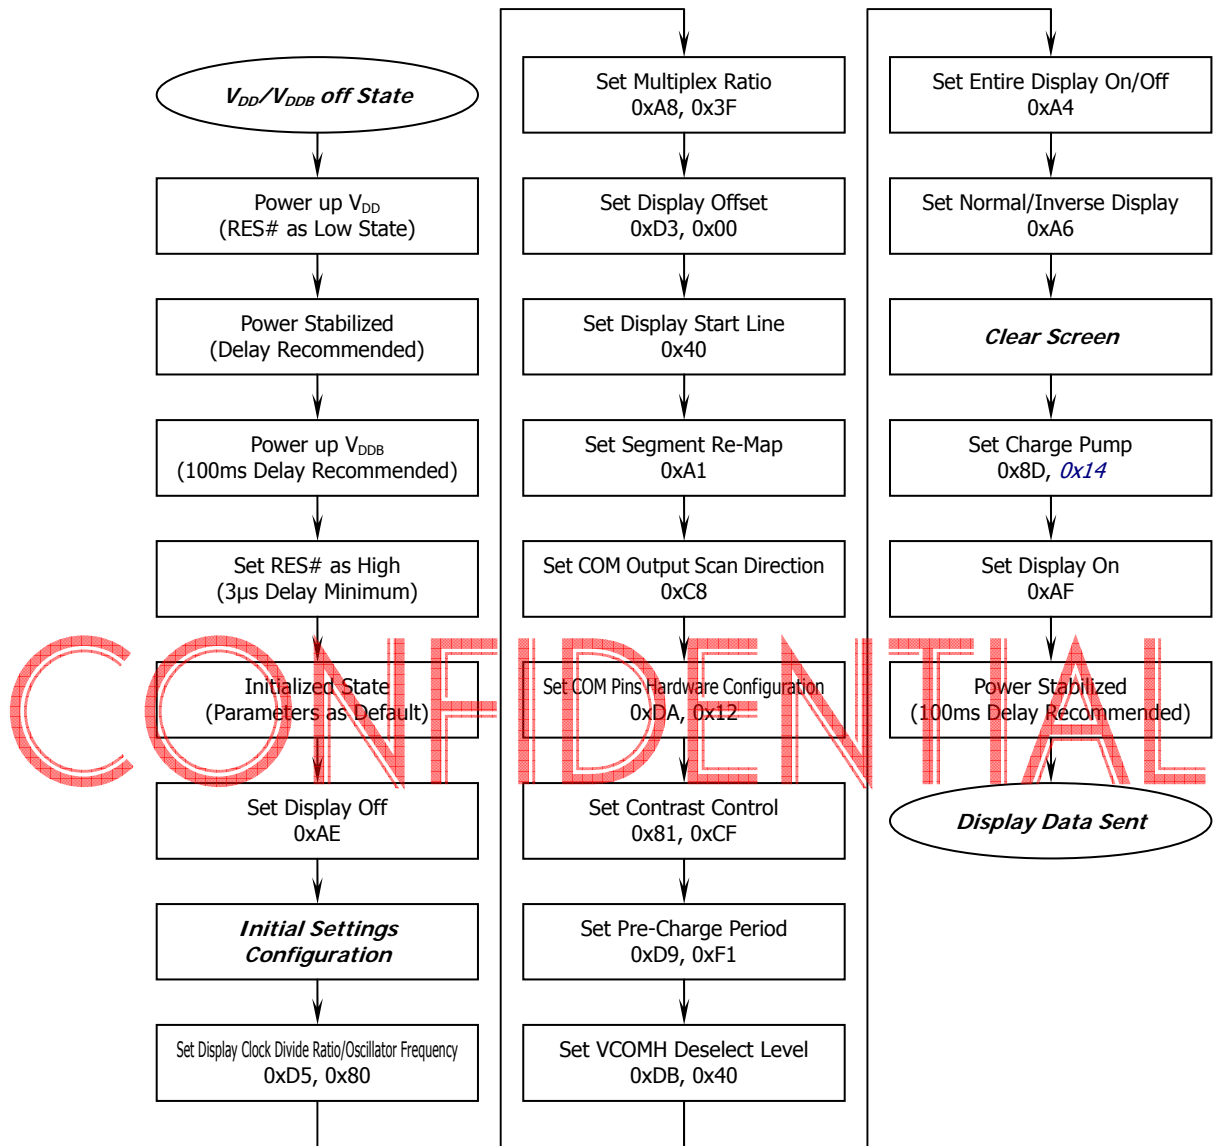 V_DD/V_DDB off State
Power up V_DD
(RES# as Low State)
Power Stabilized
(Delay Recommended)
Power up V_DDB
(100ms Delay Recommended)
Set RES# as High
(3μs Delay Minimum)
Initialized State
(Parameters as Default)
Set Display Off
0xAE
Initial Settings
Configuration
Set Display Clock Divide Ratio/Oscillator Frequency
0xD5, 0x80
Set Multiplex Ratio
0xA8, 0x3F
Set Display Offset
0xD3, 0x00
Set Display Start Line
0x40
Set Segment Re-Map
0xA1
Set COM Output Scan Direction
0xC8
Set COM Pins Hardware Configuration
0xDA, 0x12
Set Contrast Control
0x81, 0xCF
Set Pre-Charge Period
0xD9, 0xF1
Set VCOMH Deselect Level
0xDB, 0x40
Set Entire Display On/Off
0xA4
Set Normal/Inverse Display
0xA6
Clear Screen
Set Charge Pump
0x8D, 0x14
Set Display On
0xAF
Power Stabilized
(100ms Delay Recommended)
Display Data Sent
CONFIDENTIAL